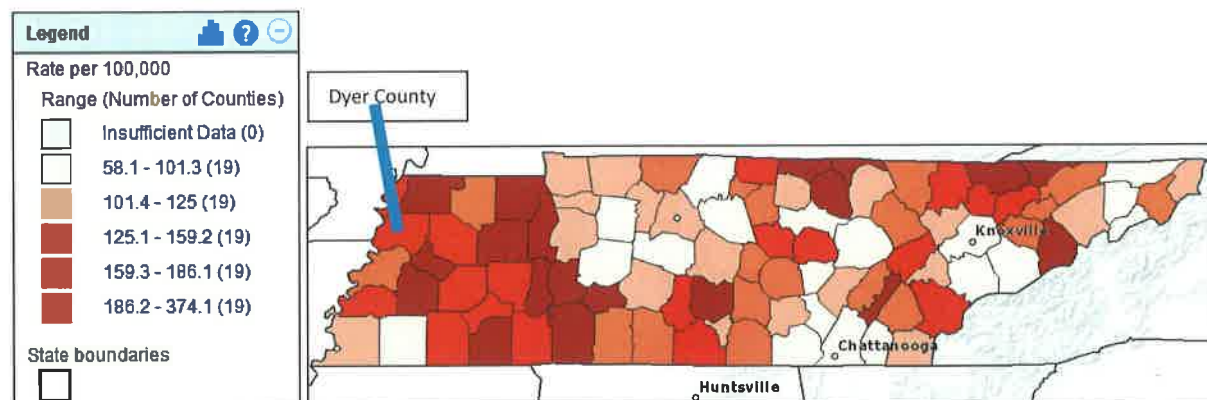 Legend ?
Rate per 100,000
Range (Number of Counties)
Insufficient Data (0)
58.1 - 101.3 (19)
101.4 - 125 (19)
125.1 - 159.2 (19)
159.3 - 186.1 (19)
186.2 - 374.1 (19)
State boundaries
Dyer County
Knoxville
Chattanooga
Huntsville